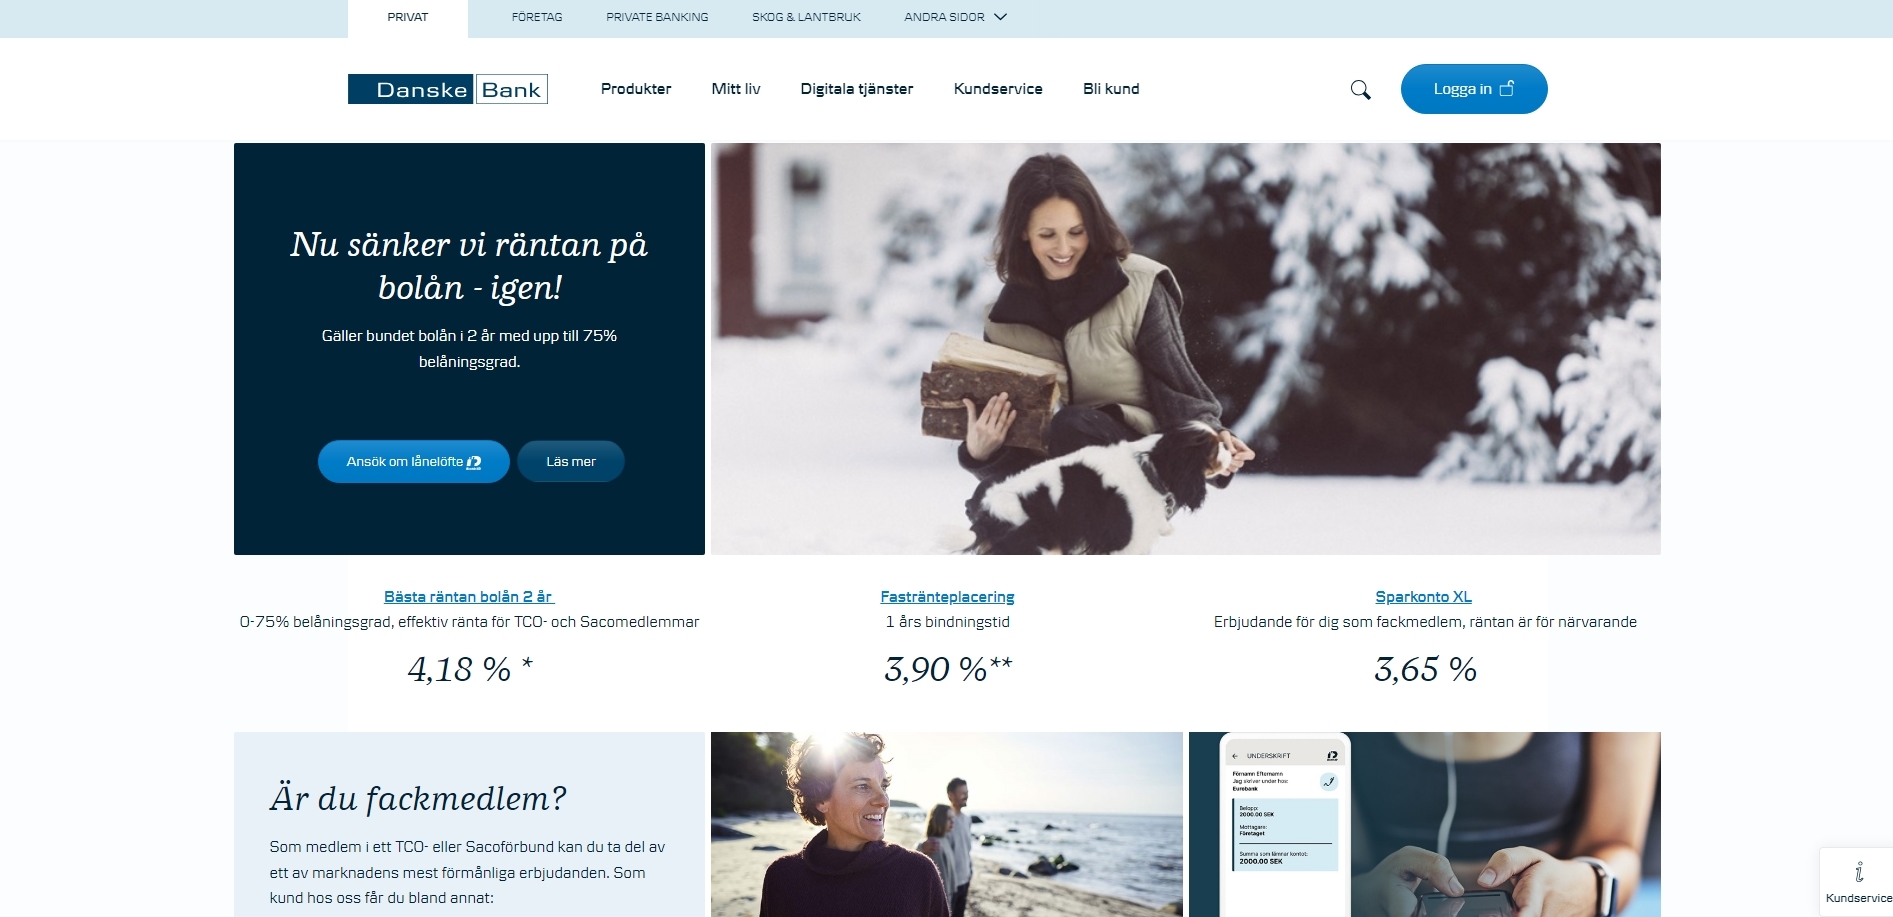 PRIVAT
FÖRETAG
PRIVATE BANKING
SKOG & LANTBRUK
ANDRA SIDOR
Danske Bank
Produkter
Mitt liv
Digitala tjänster
Kundservice
Bli kund
Logga in
Nu sänker vi räntan på
bolån - igen!
Gäller bundet bolån i 2 år med upp till 75%
belåningsgrad.
Ansök om lånelöfte
Läs mer
Bästa räntan bolån 2 år
0-75% belåningsgrad, effektiv ränta för TCO- och Sacomedlemmar
4,18 % *
Fastränteplacering
1 års bindningstid
3,90 %**
Sparkonto XL
Erbjudande för dig som fackmedlem, räntan är för närvarande
3,65 %
Är du fackmedlem?
Som medlem i ett TCO- eller Sacoförbund kan du ta del av
ett av marknadens mest förmånliga erbjudanden. Som
kund hos oss får du bland annat:
UNDERSKRIFT
Förnamn Efternamn
Jag skriver under hos:
Eurobank
Belopp:
2000.00 SEK
Mottagare:
Företaget
Summa som lämnar kontot:
2000.00 SEK
Kundservice